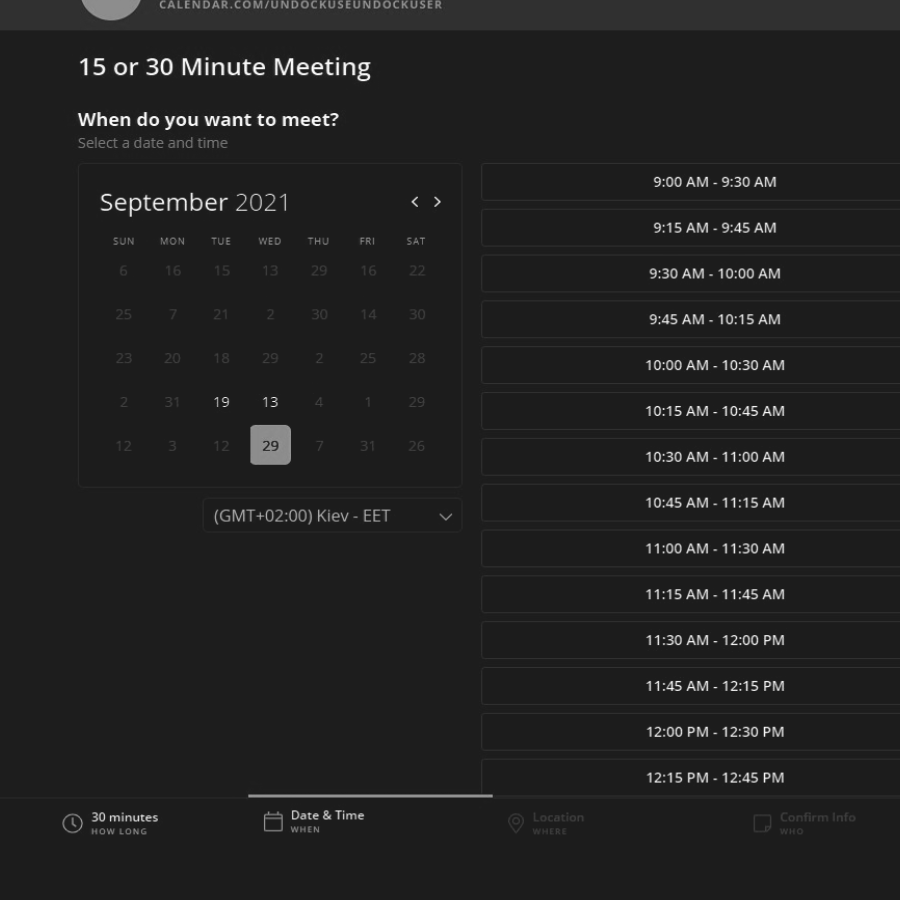 CALENDAR.COM/UNDOCKUSEUNDOCKUSER
15 or 30 Minute Meeting
When do you want to meet?
Select a date and time
September 2021
SUN MON TUE WED THU FRI SAT
6 16 15 13 29 16 22
25 7 21 2 30 14 30
23 20 18 29 2 25 28
2 31 19 13 4 1 29
12 3 12 29 7 31 26
(GMT+02:00) Kiev - EET
9:00 AM - 9:30 AM
9:15 AM - 9:45 AM
9:30 AM - 10:00 AM
9:45 AM - 10:15 AM
10:00 AM - 10:30 AM
10:15 AM - 10:45 AM
10:30 AM - 11:00 AM
10:45 AM - 11:15 AM
11:00 AM - 11:30 AM
11:15 AM - 11:45 AM
11:30 AM - 12:00 PM
11:45 AM - 12:15 PM
12:00 PM - 12:30 PM
12:15 PM - 12:45 PM
30 minutes
HOW LONG
Date & Time
WHEN
Location
WHERE
Confirm Info
WHO